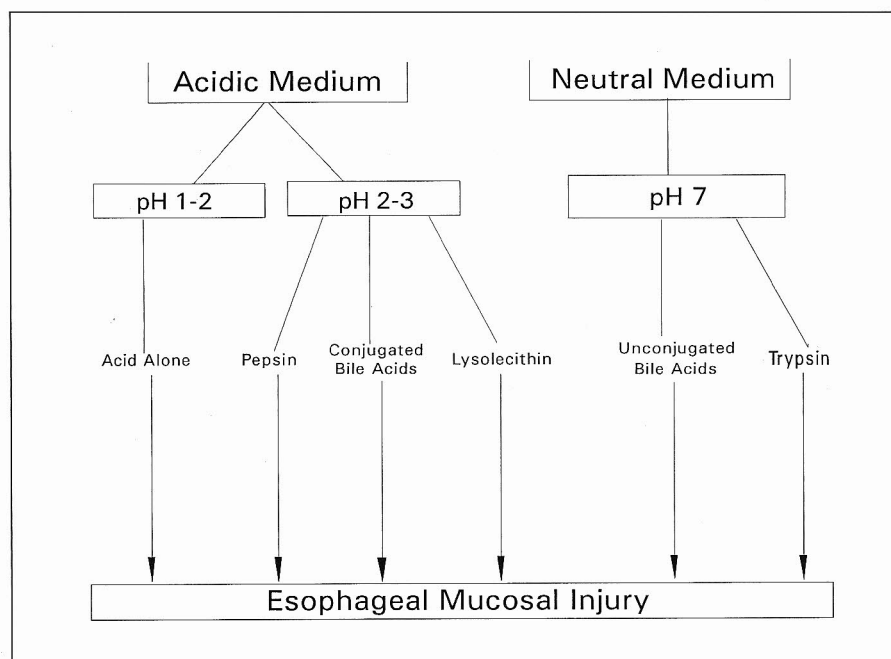 Acidic Medium
Neutral Medium
pH 1-2
pH 2-3
pH 7
Acid Alone
Pepsin
Conjugated
Bile Acids
Lysolecithin
Unconjugated
Bile Acids
Trypsin
Esophageal Mucosal Injury